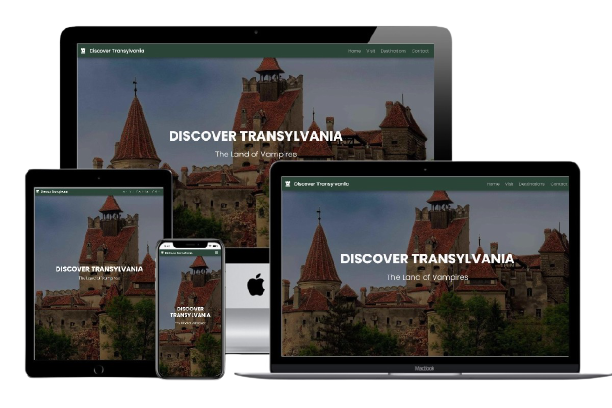 Discover Transylvania
Home Visit Destinations Contact
DISCOVER TRANSYLVANIA
The Land of Vampires
Discover Transylvania
DISCOVER TRANSYLVANIA
The Land of Vampires
Discover Transylvania
DISCOVER
TRANSYLVANIA
The Land of Vampires
Discover Transylvania
Home Visit Destinations Contact
DISCOVER TRANSYLVANIA
The Land of Vampires
MacBook